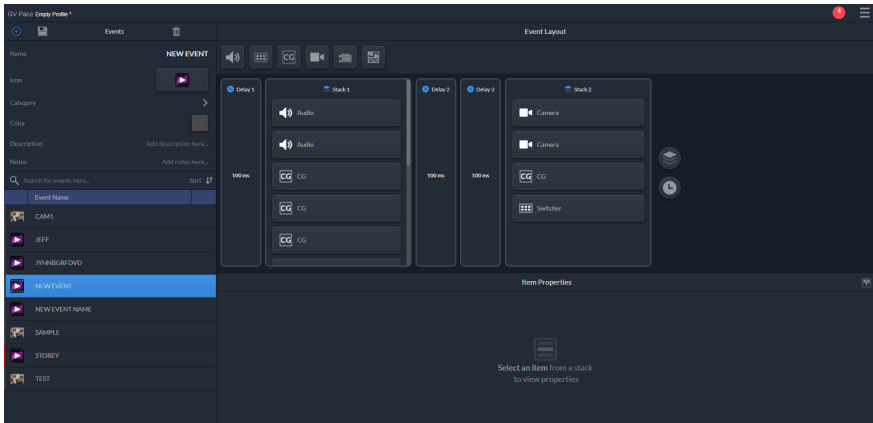 GV Pace Empty Profile *
4
Events
Event Layout
Name
NEW EVENT
Icon
Category
Color
Description
Add description here...
Notes
Add notes here...
Search for events here...
Sort
Event Name
CAM1
JEFF
JYHNBGRFDVD
NEW EVENT
NEW EVENT NAME
SAMPLE
STOREY
TEST
CG
Delay 1
100 ms
Stack 1
Audio
Audio
CG CG
CG CG
CG CG
Delay 2
100 ms
Delay 3
100 ms
Stack 2
Camera
Camera
CG CG
Switcher
Item Properties
Select an item from a stack
to view properties